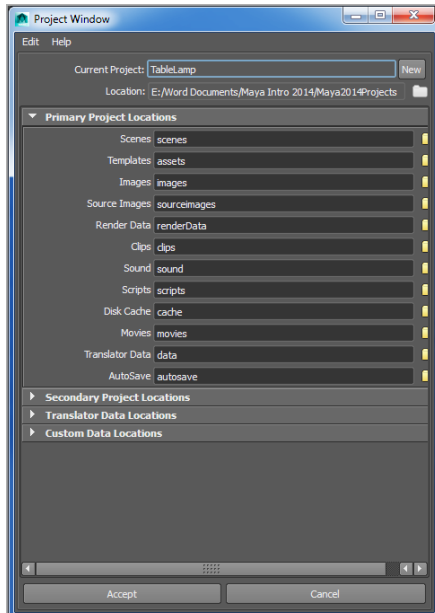 Project Window
Edit Help
Current Project: TableLamp New
Location: E:/Word Documents/Maya Intro 2014/Maya2014Projects
Primary Project Locations
Scenes scenes
Templates assets
Images images
Source Images sourceimages
Render Data renderData
Clips clips
Sound sound
Scripts scripts
Disk Cache cache
Movies movies
Translator Data data
AutoSave autosave
Secondary Project Locations
Translator Data Locations
Custom Data Locations
Accept Cancel